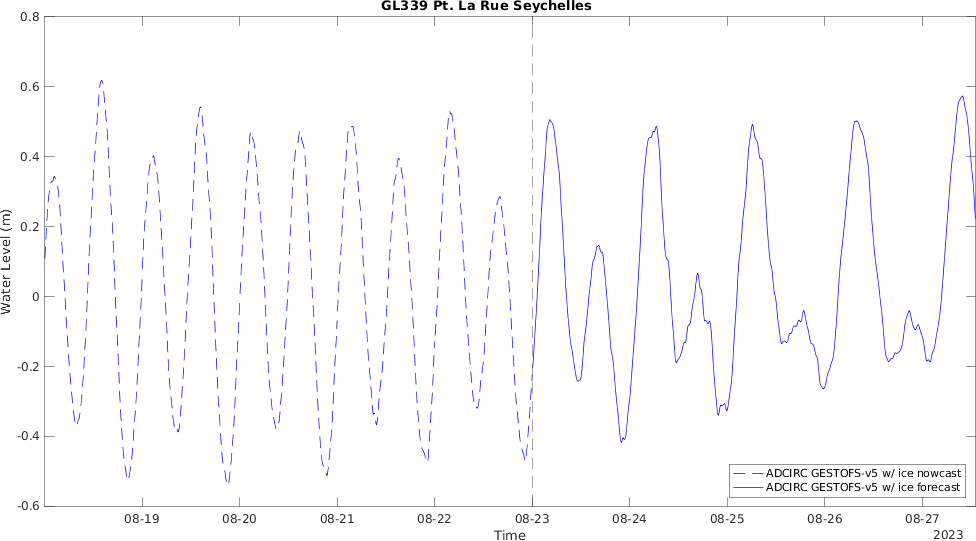 GL339 Pt. La Rue Seychelles
Water Level (m)
0.8
0.6
0.4
0.2
0
-0.2
-0.4
-0.6
ADCIRC GESTOFS-v5 w/ ice nowcast
ADCIRC GESTOFS-v5 w/ ice forecast
08-19 08-20 08-21 08-22 08-23 08-24 08-25 08-26 08-27
Time
2023